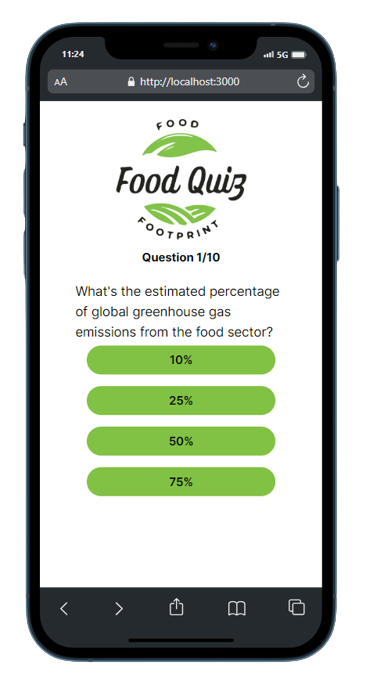 11:24
5G
AA
http://localhost:3000
FOOD
Food Quiz
FOOTPRINT
Question 1/10
What's the estimated percentage
of global greenhouse gas
emissions from the food sector?
10%
25%
50%
75%